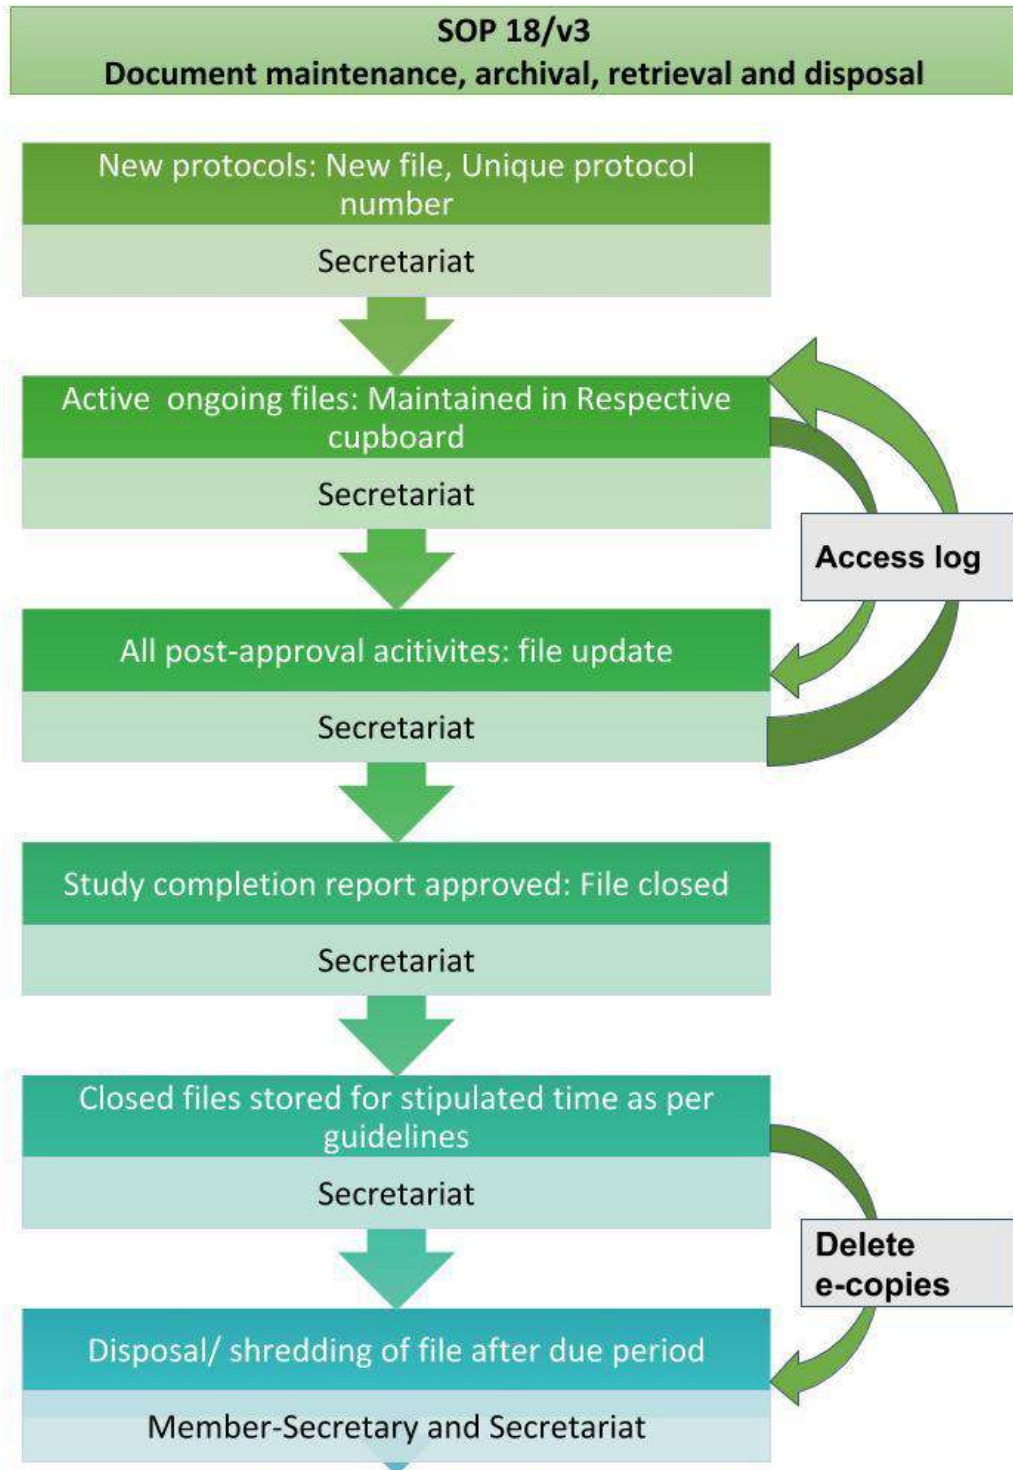 SOP 18/v3
Document maintenance, archival, retrieval and disposal
New protocols: New file, Unique protocol
number
Secretariat
Active ongoing files: Maintained in Respective
cupboard
Secretariat
Access log
All post-approval acitivites: file update
Secretariat
Study completion report approved: File closed
Secretariat
Closed files stored for stipulated time as per
guidelines
Secretariat
Delete
e-copies
Disposal/ shredding of file after due period
Member-Secretary and Secretariat